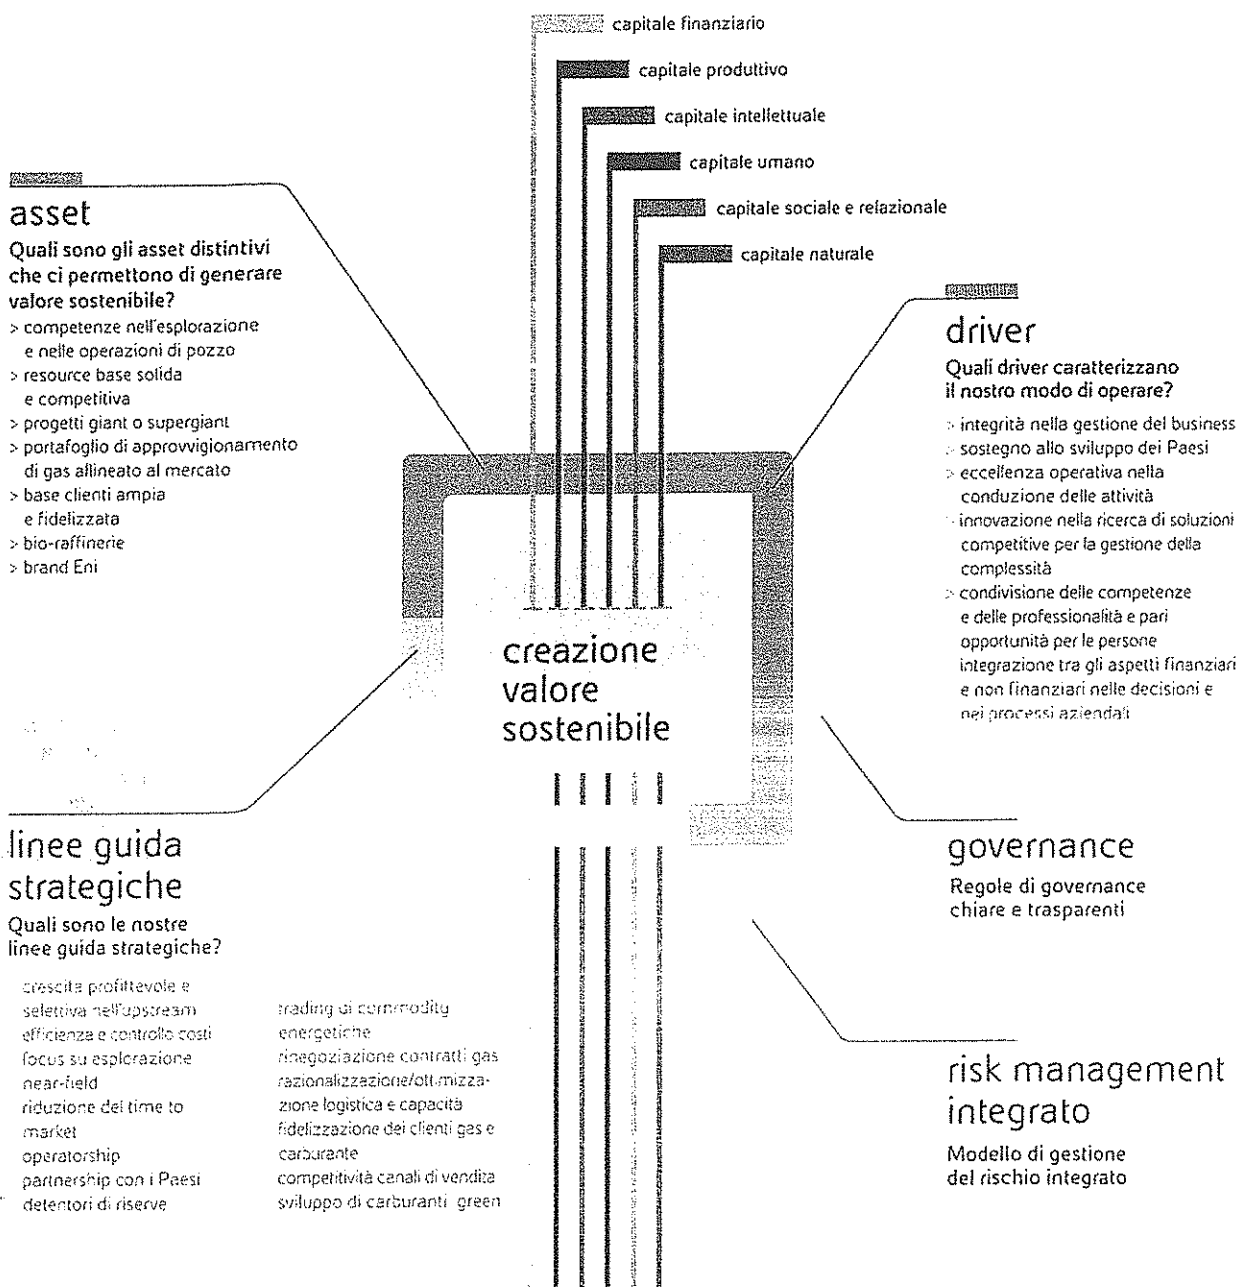 capitale finanziario
capitale produttivo
capitale intellettuale
capitale umano
capitale sociale e relazionale
capitale naturale
asset
Quali sono gli asset distintivi
che ci permettono di generare
valore sostenibile?
> competenze nell'esplorazione
e nelle operazioni di pozzo
> resource base solida
e competitiva
> progetti giant o supergiant
> portafoglio di approvvigionamento
di gas allineato al mercato
> base clienti ampia
e fidelizzata
> bio-raffinerie
> brand Eni
driver
Quali driver caratterizzano
il nostro modo di operare?
> integrità nella gestione del business
> sostegno allo sviluppo dei Paesi
> eccellenza operativa nella
conduzione delle attività
> innovazione nella ricerca di soluzioni
competitive per la gestione della
complessità
> condivisione delle competenze
e delle professionalità e pari
opportunità per le persone
integrazione tra gli aspetti finanziari
e non finanziari nelle decisioni e
nei processi aziendali
creazione
valore
sostenibile
linee guida
strategiche
Quali sono le nostre
linee guida strategiche?
crescita profittevole e
selettiva nell'upstream
efficienza e controllo costi
focus su esplorazione
near-field
riduzione del time to
market
operatorship
partnership con i Paesi
detentori di riserve
trading di commodity
energetiche
rinegoziazione contratti gas
razionalizzazione/ottimizza-
zione logistica e capacità
fidelizzazione dei clienti gas e
carburante
competitività canali di vendita
sviluppo di carburanti green
governance
Regole di governance
chiare e trasparenti
risk management
integrato
Modello di gestione
del rischio integrato